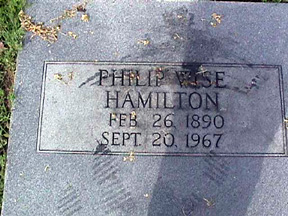 PHILIP WISE
HAMILTON
FEB. 26, 1890
SEPT. 20, 1967